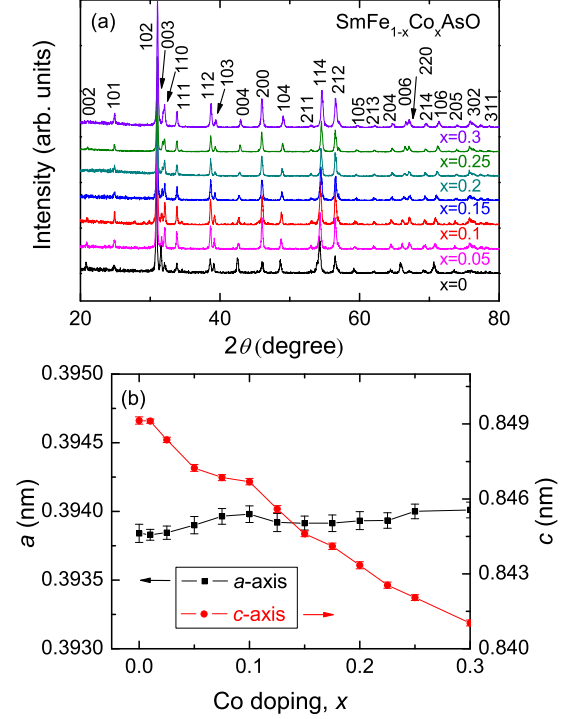 (a)
SmFe1-xCoxAsO
Intensity (arb. units)
002
101
102
003
110
111
112
103
004
200
104
211
114
212
105
213
204
006
220
214
106
205
302
311
x=0.3
x=0.25
x=0.2
x=0.15
x=0.1
x=0.05
x=0
20 30 40 50 60 70 80
2θ (degree)
(b)
0.3950
0.3945
0.3940
0.3935
0.3930
a (nm)
0.849
0.846
0.843
0.840
c (nm)
a-axis
c-axis
0.0 0.1 0.2 0.3
Co doping, x